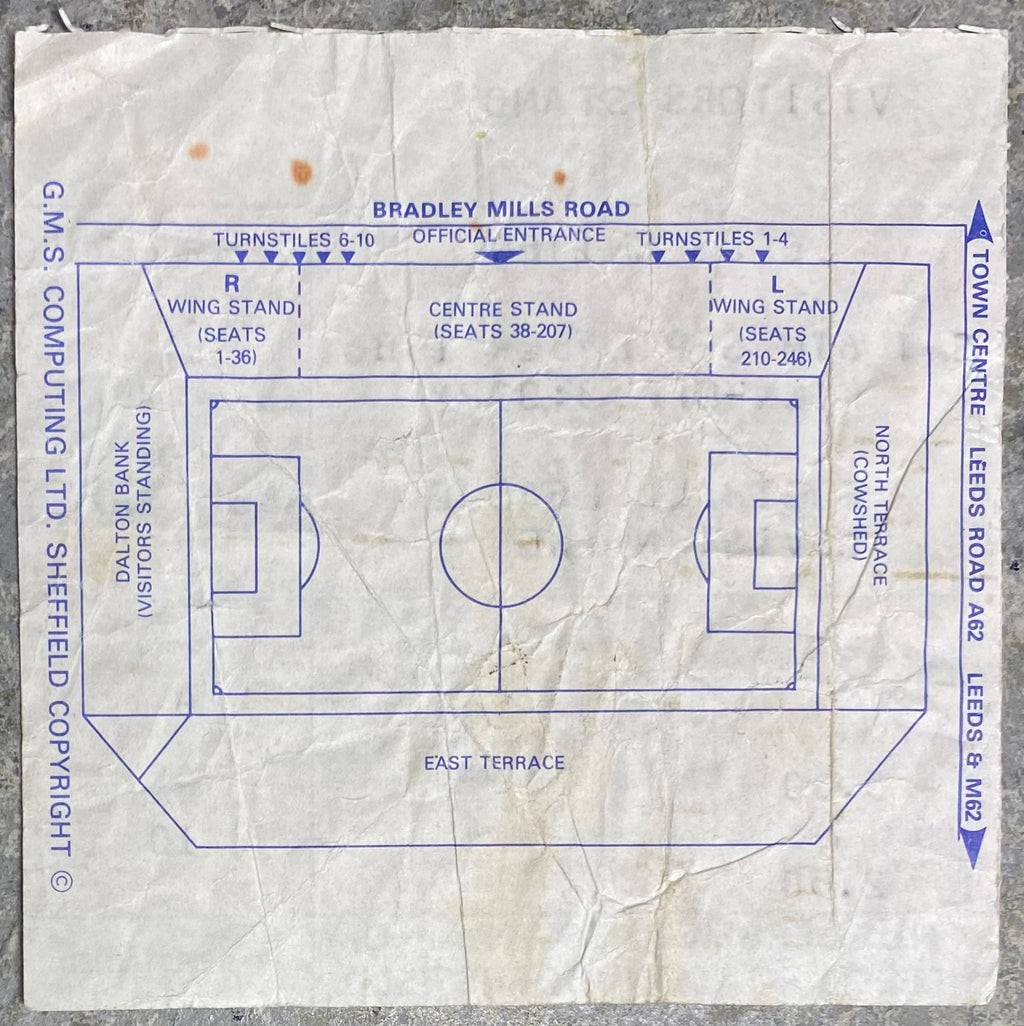 BRADLEY MILLS ROAD
TURNSTILES 6-10
OFFICIAL ENTRANCE
TURNSTILES 1-4
R
WING STAND
(SEATS
1-36)
CENTRE STAND
(SEATS 38-207)
L
WING STAND
(SEATS
210-246)
DALTON BANK
(VISITORS STANDING)
NORTH TERRACE
(COWSHED)
EAST TERRACE
G.M.S. COMPUTING LTD. SHEFFIELD COPYRIGHT ©
TOWN CENTRE LEEDS ROAD A62 LEEDS & M62